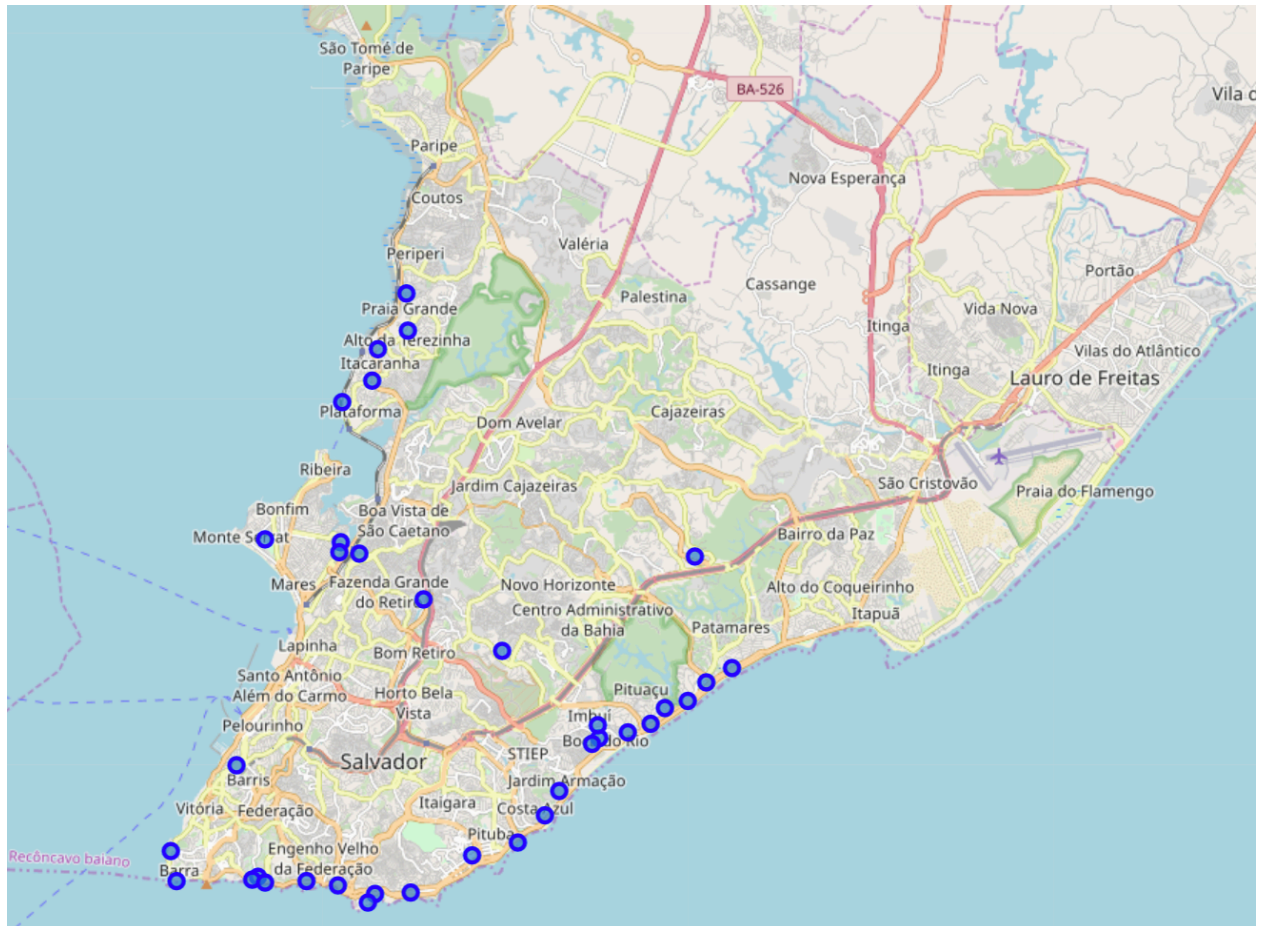 São Tomé de
Paripe
BA-526
Paripe
Nova Esperança
Coutos
Valéria
Periperi
Portão
Cassange
Palestina
Praia Grande
Vida Nova
Itinga
Alto da Terezinha
Vilas do Atlântico
Itacaranha
Itinga
Lauro de Freitas
Plataforma
Cajazeiras
Dom Avelar
Ribeira
São Cristovão
Jardim Cajazeiras
Praia do Flamengo
Bonfim
Boa Vista de
São Caetano
Bairro da Paz
Mares
Fazenda Grande
do Retiro
Novo Horizonte
Alto do Coqueirinho
Centro Administrativo
da Bahia
Itapuã
Patamares
Lapinha
Bom Retiro
Santo Antônio
Além do Carmo
Horto Bela
Vista
Pituaçu
Imbuí
Pelourinho
STIEP
Salvador
Barris
Jardim Armação
Itaigara
Vitória
Federação
Costa Azul
Pituba
Engenho Velho
da Federação
Recôncavo baiano
Barra